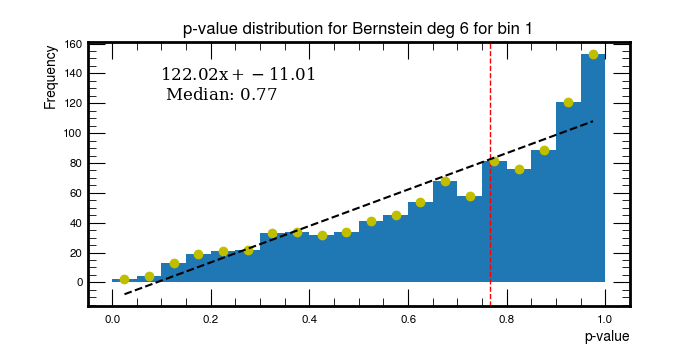 p-value distribution for Bernstein deg 6 for bin 1
Frequency
160
140
120
100
80
60
40
20
0
122.02x + −11.01
Median: 0.77
0.0 0.2 0.4 0.6 0.8 1.0
p-value